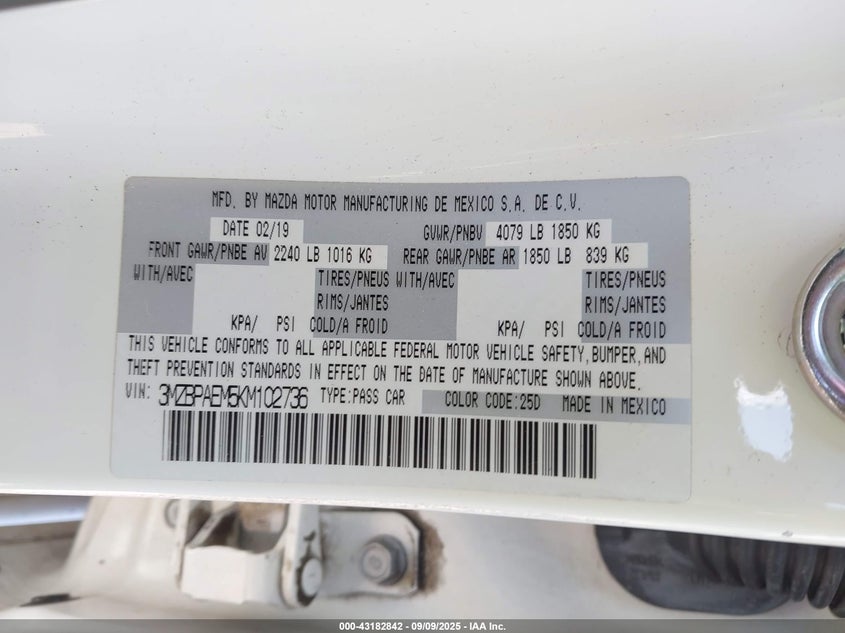 MFD. BY MAZDA MOTOR MANUFACTURING DE MEXICO S.A. DE C.V.
DATE 02/19 GVWR/PNBV 4079 LB 1850 KG
FRONT GAWR/PNBE AV 2240 LB 1016 KG REAR GAWR/PNBE AR 1850 LB 839 KG
WITH/AVEC TIRES/PNEUS WITH/AVEC TIRES/PNEUS
RIMS/JANTES RIMS/JANTES
KPA/ PSI COLD/A FROID KPA/ PSI COLD/A FROID
THIS VEHICLE CONFORMS TO ALL APPLICABLE FEDERAL MOTOR VEHICLE SAFETY, BUMPER, AND
THEFT PREVENTION STANDARDS IN EFFECT ON THE DATE OF MANUFACTURE SHOWN ABOVE.
VIN: 3MZBPAEM5KM102736 TYPE:PASS CAR COLOR CODE:25D MADE IN MEXICO
000-43182842 - 09/09/2025 - IAA Inc.